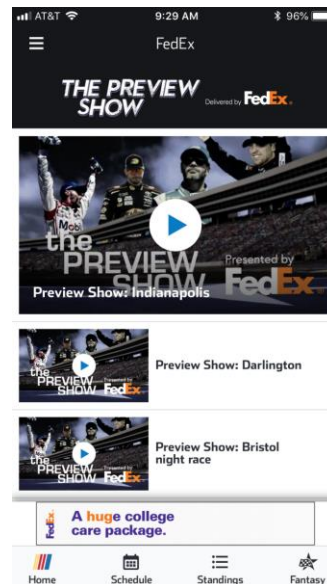 AT&T
9:29 AM
96%
FedEx
THE PREVIEW
SHOW
Delivered by FedEx.
Mobil
the
PREVIEW
SHOW
Presented by
FedEx.
Preview Show: Indianapolis
the
PREVIEW
SHOW
Presented by
FedEx
Preview Show: Darlington
the
PREVIEW
SHOW
Presented by
FedEx
Preview Show: Bristol
night race
FedEx
A huge college
care package.
Home
Schedule
Standings
Fantasy